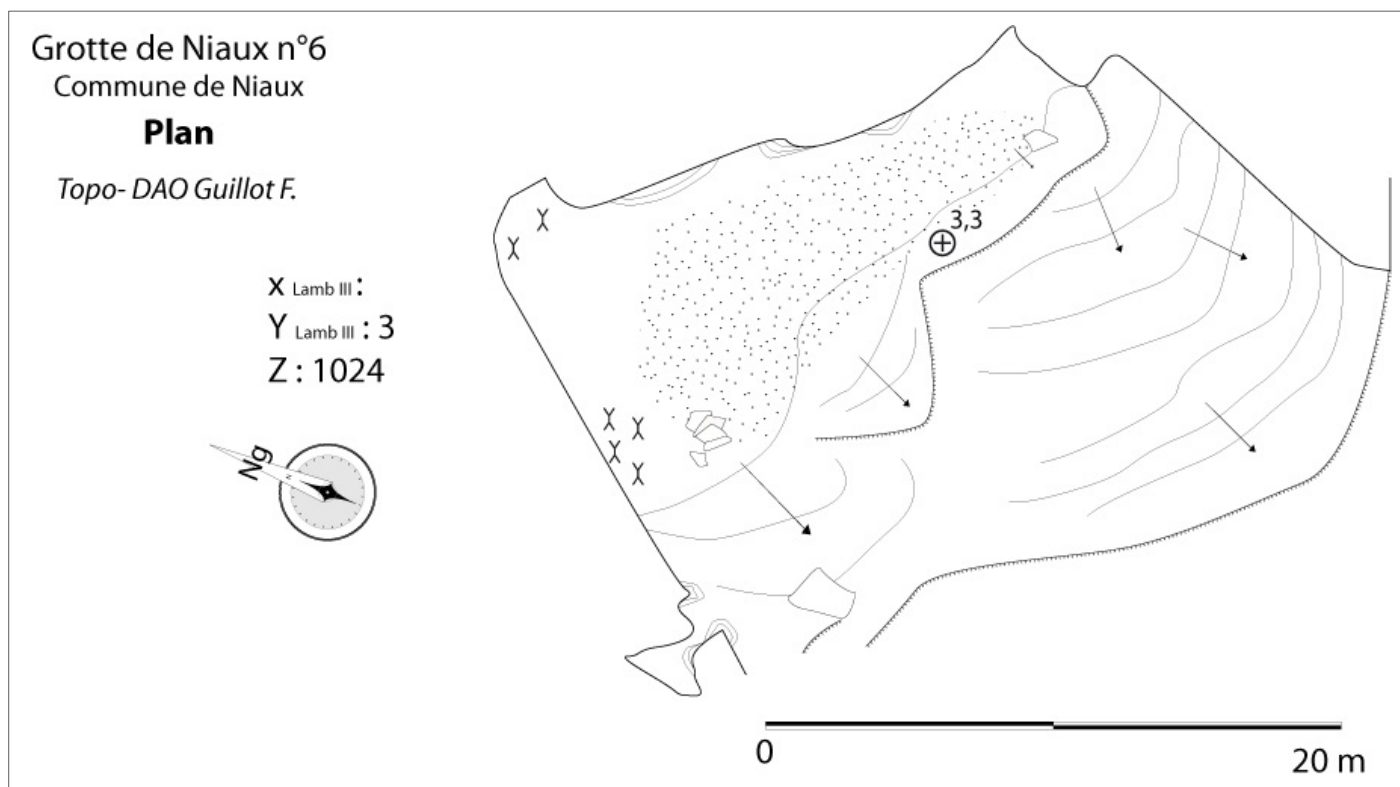 Grotte de Niaux n°6
Commune de Niaux
Plan
Topo- DAO Guillot F.
X Lamb III :
Y Lamb III : 3
Z : 1024
Ng
3,3
0
20 m